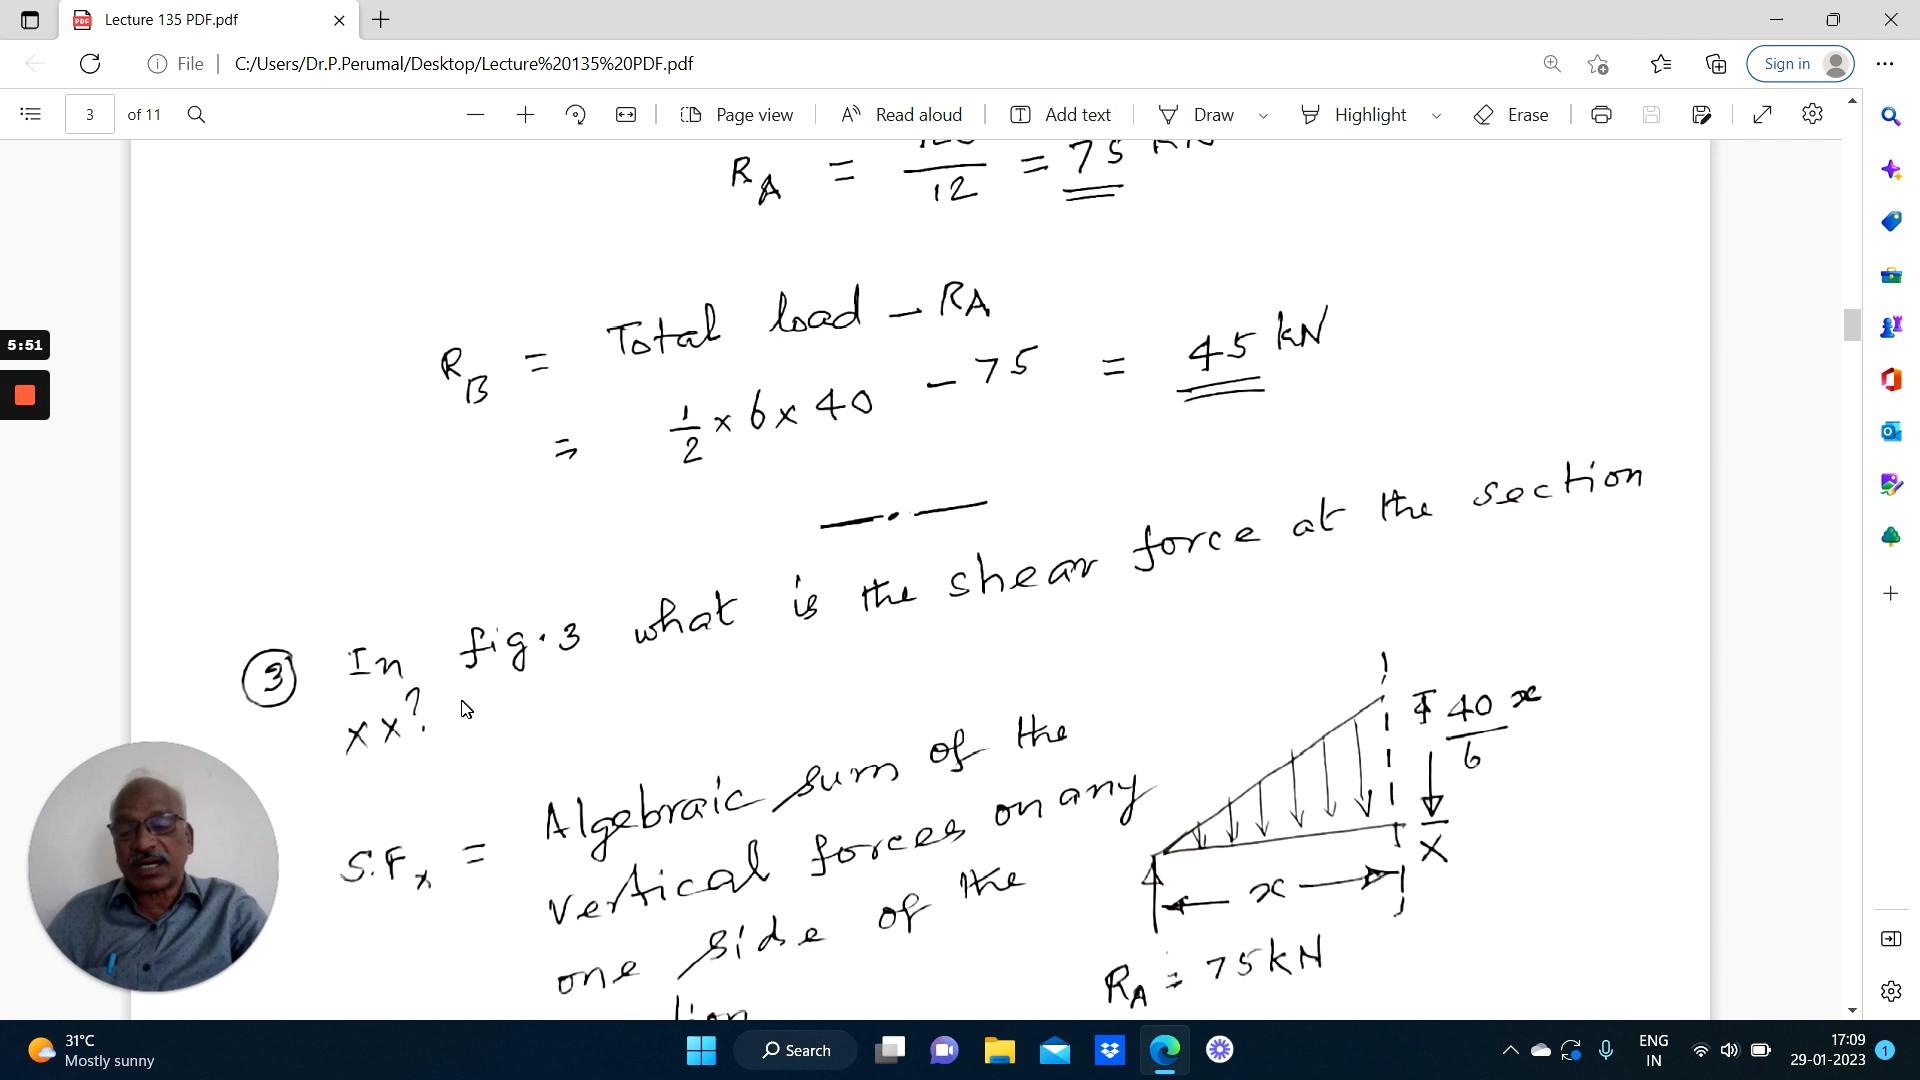 Lecture 135 PDF.pdf
File
C:/Users/Dr.P.Perumal/Desktop/Lecture%20135%20PDF.pdf
Sign in
3 of 11
Page view
Read aloud
Add text
Draw
Highlight
Erase
R_A = /12 = 75 KN
R_B = Total load - RA
= 1/2 × 6 × 40 - 75 = 45 kN
③ In fig.3 what is the shear force at the section
XX?
S.F_x = Algebraic sum of the
vertical forces on any
one side of the
40/6 x
X
x
R_A = 75kN
5:51
31°C
Mostly sunny
Search
ENG
IN
17:09
29-01-2023
1